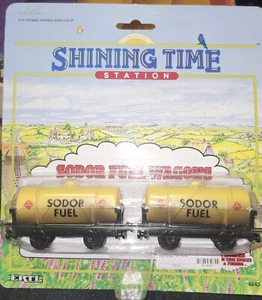 SHINING TIME
STATION
SODOR FUEL WAGONS
SODOR
FUEL
SODOR
FUEL
ERTL